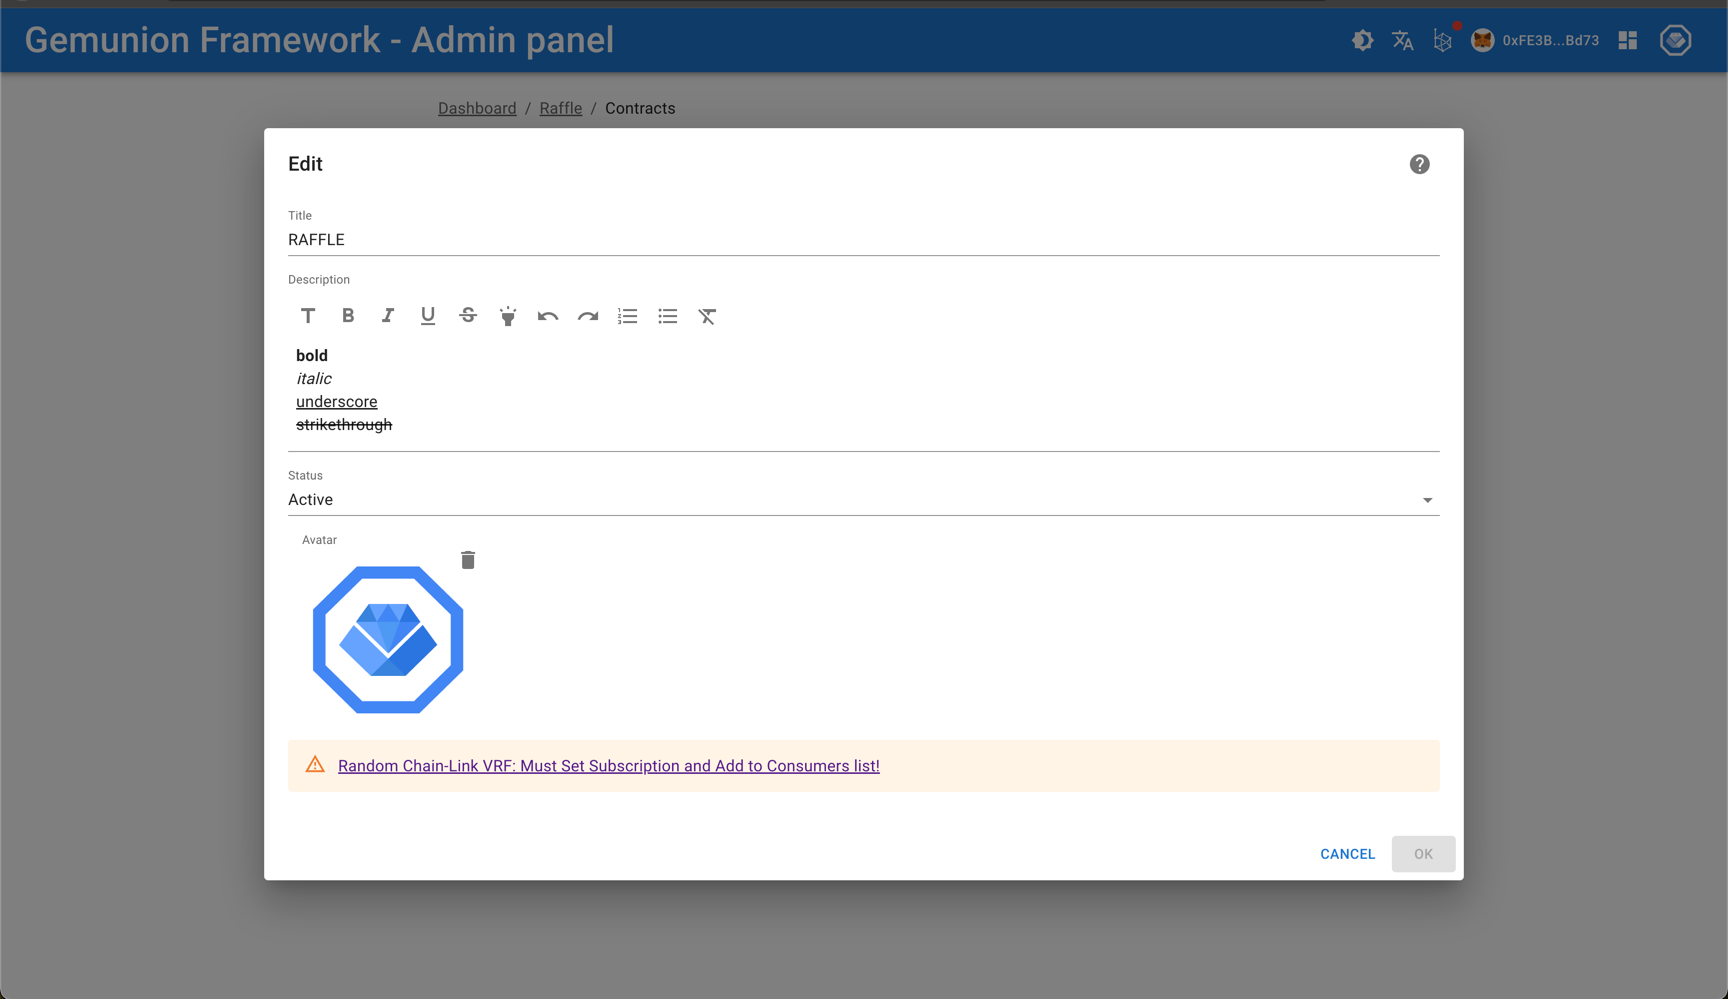 Gemunion Framework - Admin panel
0xFE3B...Bd73
Dashboard / Raffle / Contracts
Edit
Title
RAFFLE
Description
bold
italic
underscore
strikethrough
Status
Active
Avatar
Random Chain-Link VRF: Must Set Subscription and Add to Consumers list!
CANCEL
OK